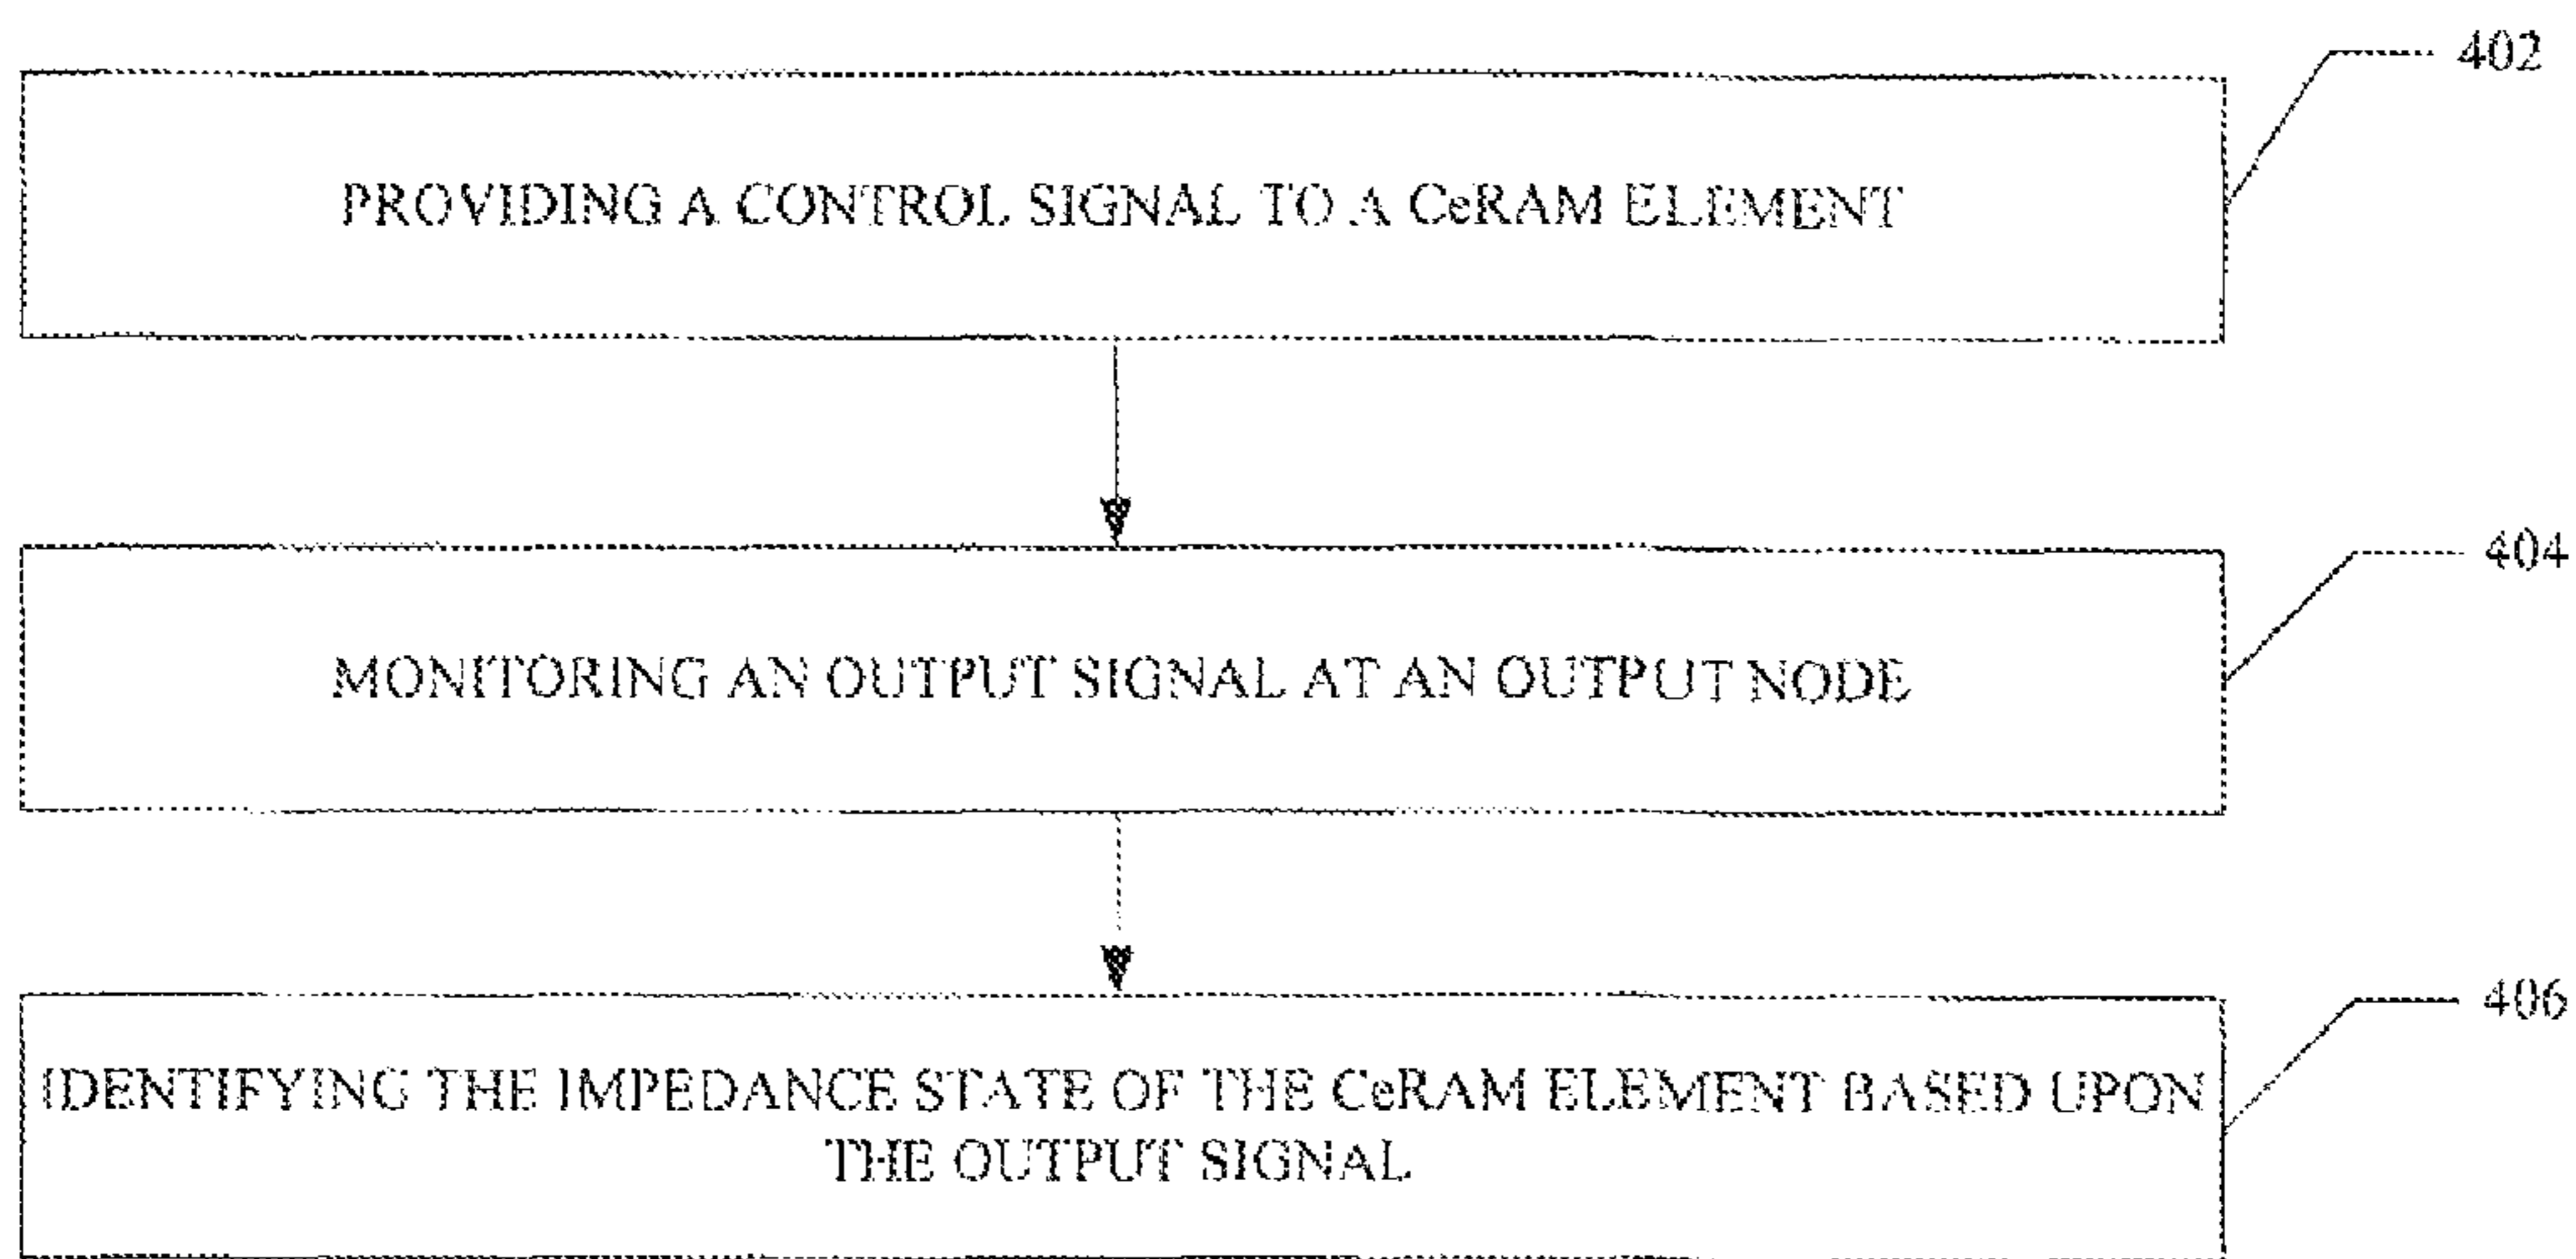 402
PROVIDING A CONTROL SIGNAL TO A CeRAM ELEMENT
404
MONITORING AN OUTPUT SIGNAL AT AN OUTPUT NODE
406
IDENTIFYING THE IMPEDANCE STATE OF THE CeRAM ELEMENT BASED UPON
THE OUTPUT SIGNAL